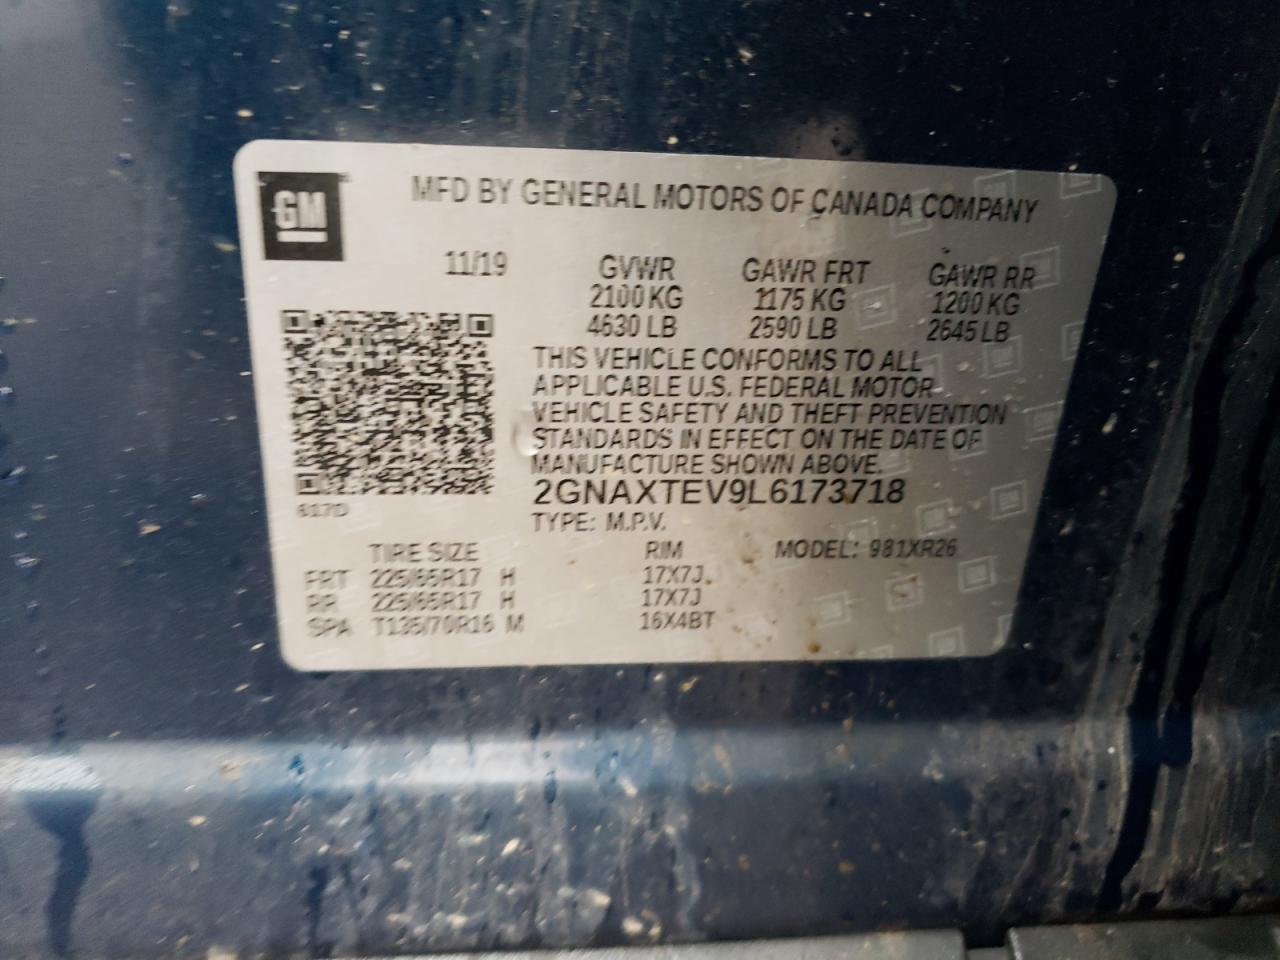 GM
MFD BY GENERAL MOTORS OF CANADA COMPANY
11/19 GVWR GAWR FRT GAWR RR
2100 KG 1175 KG 1200 KG
4630 LB 2590 LB 2645 LB
THIS VEHICLE CONFORMS TO ALL
APPLICABLE U.S. FEDERAL MOTOR
VEHICLE SAFETY AND THEFT PREVENTION
STANDARDS IN EFFECT ON THE DATE OF
MANUFACTURE SHOWN ABOVE.
2GNAXTEV9L6173718
617D
TYPE: M.P.V.
TIRE SIZE RIM MODEL: 981XR26
FRT 225/65R17 H 17X7J
RR 225/65R17 H 17X7J
SPA T135/70R16 M 16X4BT